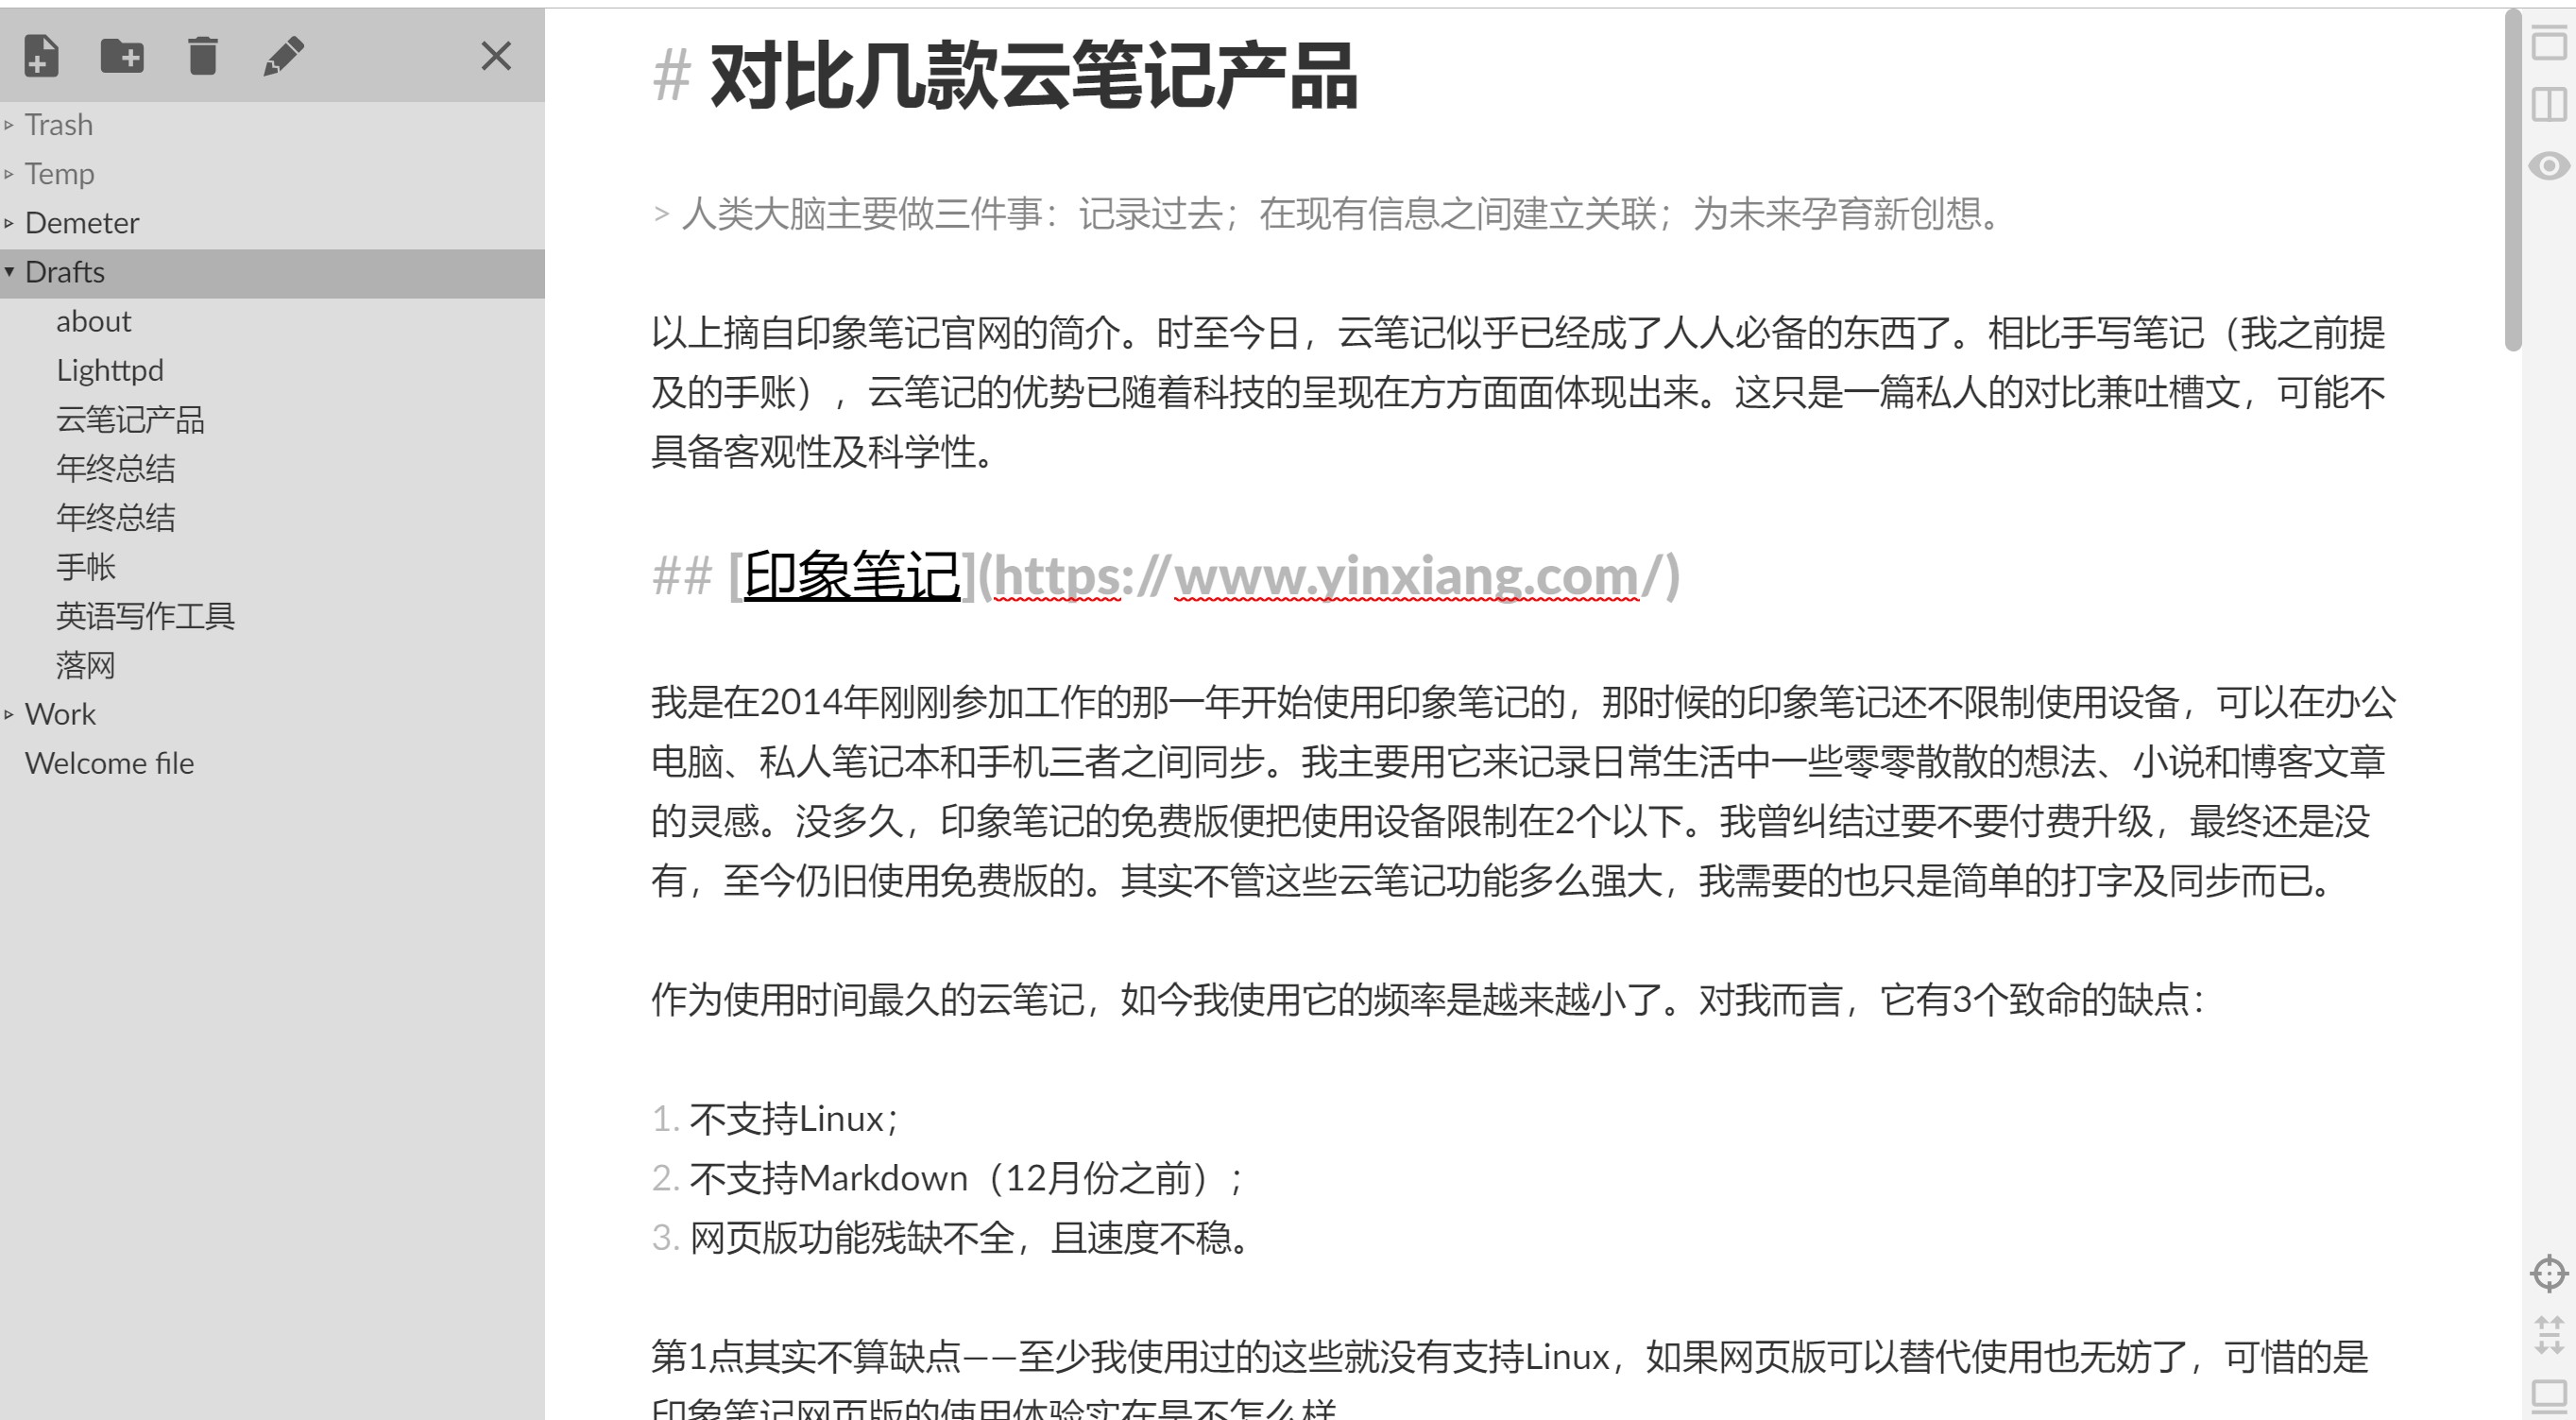 Trash
Temp
Demeter
Drafts
about
Lighttpd
云笔记产品
年终总结
年终总结
手帐
英语写作工具
落网
Work
Welcome file
# 对比几款云笔记产品
> 人类大脑主要做三件事：记录过去；在现有信息之间建立关联；为未来孕育新创想。
以上摘自印象笔记官网的简介。时至今日，云笔记似乎已经成了人人必备的东西了。相比手写笔记（我之前提
及的手账），云笔记的优势已随着科技的呈现在方方面面体现出来。这只是一篇私人的对比兼吐槽文，可能不
具备客观性及科学性。
## [印象笔记](https://www.yinxiang.com/)
我是在2014年刚刚参加工作的那一年开始使用印象笔记的，那时候的印象笔记还不限制使用设备，可以在办公
电脑、私人笔记本和手机三者之间同步。我主要用它来记录日常生活中一些零零散散的想法、小说和博客文章
的灵感。没多久，印象笔记的免费版便把使用设备限制在2个以下。我曾纠结过要不要付费升级，最终还是没
有，至今仍旧使用免费版的。其实不管这些云笔记功能多么强大，我需要的也只是简单的打字及同步而已。
作为使用时间最久的云笔记，如今我使用它的频率是越来越小了。对我而言，它有3个致命的缺点：
1. 不支持Linux；
2. 不支持Markdown（12月份之前）；
3. 网页版功能残缺不全，且速度不稳。
第1点其实不算缺点——至少我使用过的这些就没有支持Linux，如果网页版可以替代使用也无妨了，可惜的是
印象笔记网页版的使用体验实在是不怎么样